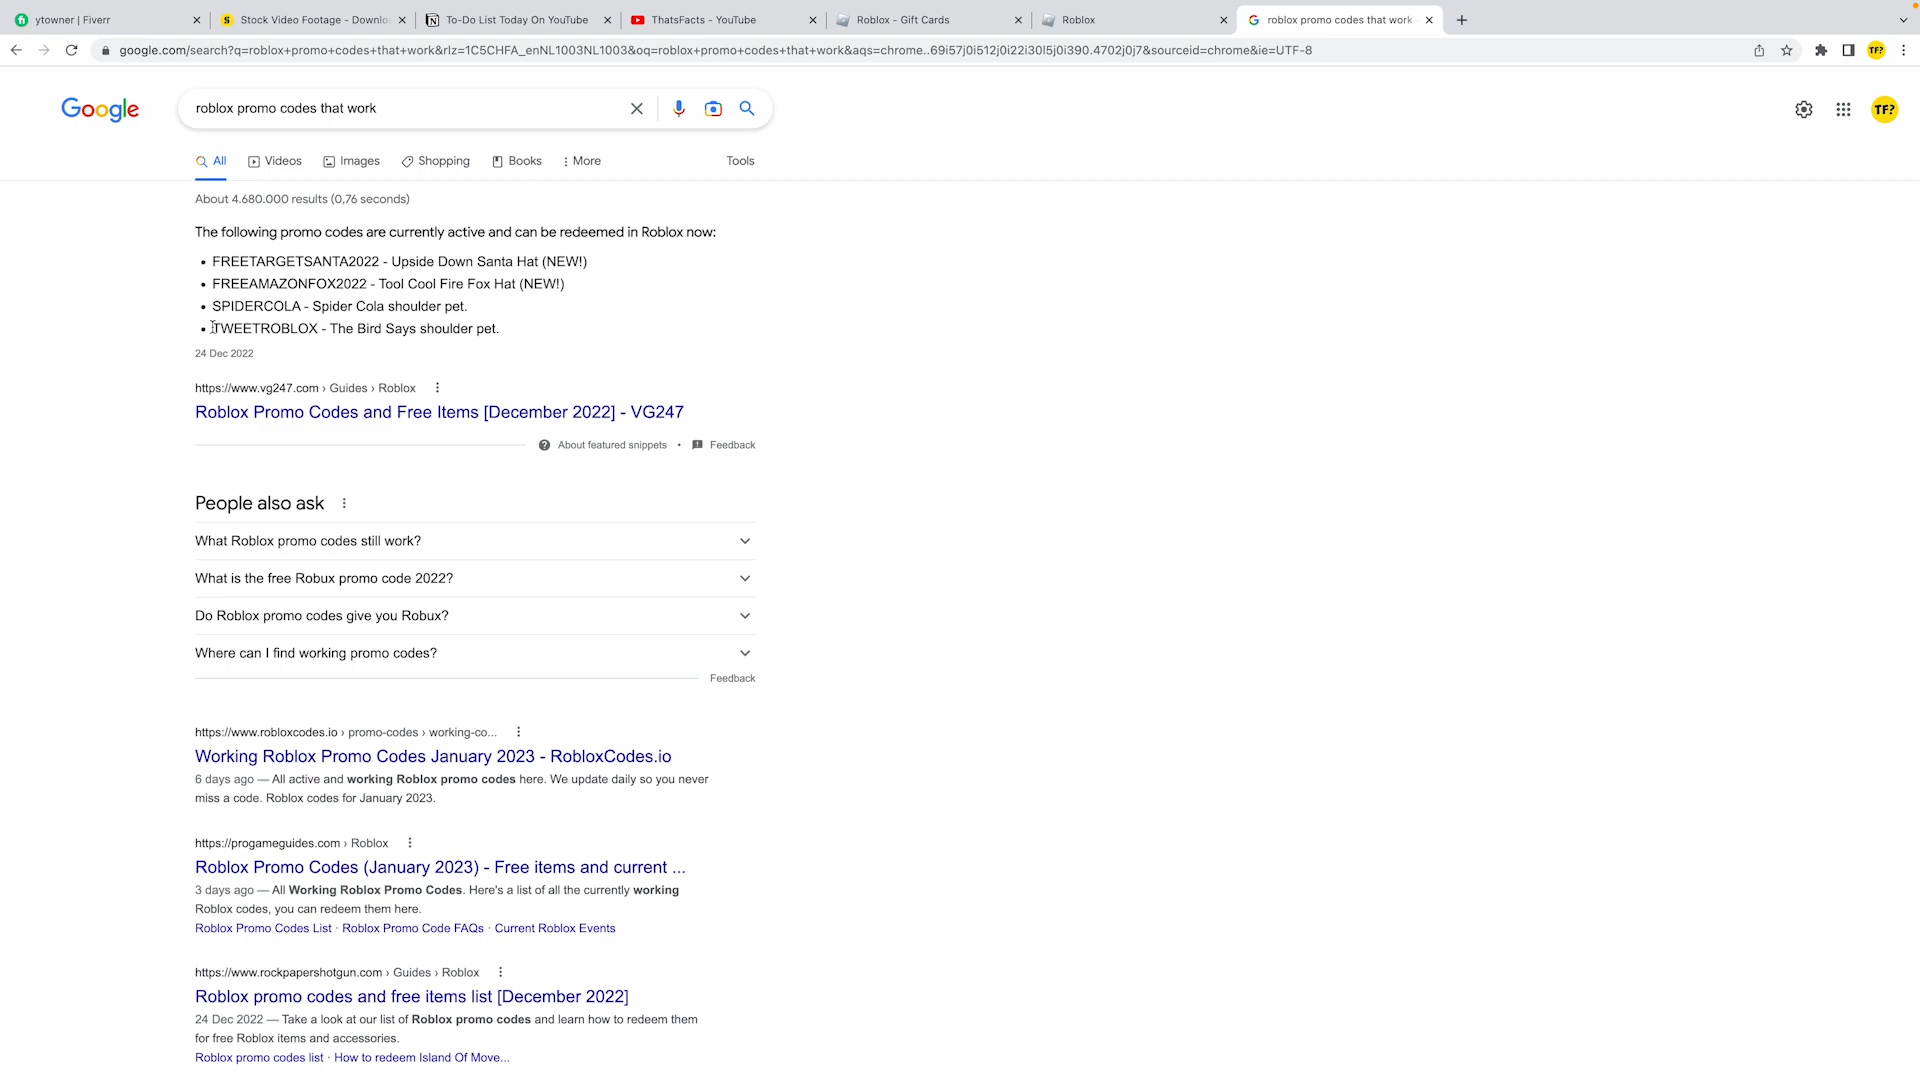 ytowner | Fiverr
Stock Video Footage - Downlo
To-Do List Today On YouTube
ThatsFacts - YouTube
Roblox - Gift Cards
Roblox
roblox promo codes that work
google.com/search?q=roblox+promo+codes+that+work&rlz=1C5CHFA_enNL1003NL1003&oq=roblox+promo+codes+that+work&aqs=chrome..69i57j0i512j0i22i30l5j0i390.4702j0j7&sourceid=chrome&ie=UTF-8
TF?
Google
roblox promo codes that work
TF?
All
Videos
Images
Shopping
Books
More
Tools
About 4.680.000 results (0,76 seconds)
The following promo codes are currently active and can be redeemed in Roblox now:
• FREETARGETSANTA2022 - Upside Down Santa Hat (NEW!)
• FREEAMAZONFOX2022 - Tool Cool Fire Fox Hat (NEW!)
• SPIDERCOLA - Spider Cola shoulder pet.
• TWEETROBLOX - The Bird Says shoulder pet.
24 Dec 2022
https://www.vg247.com › Guides › Roblox
Roblox Promo Codes and Free Items [December 2022] - VG247
About featured snippets • Feedback
People also ask
What Roblox promo codes still work?
What is the free Robux promo code 2022?
Do Roblox promo codes give you Robux?
Where can I find working promo codes?
Feedback
https://www.robloxcodes.io › promo-codes › working-co...
Working Roblox Promo Codes January 2023 - RobloxCodes.io
6 days ago — All active and working Roblox promo codes here. We update daily so you never
miss a code. Roblox codes for January 2023.
https://progameguides.com › Roblox
Roblox Promo Codes (January 2023) - Free items and current ...
3 days ago — All Working Roblox Promo Codes. Here's a list of all the currently working
Roblox codes, you can redeem them here.
Roblox Promo Codes List · Roblox Promo Code FAQs · Current Roblox Events
https://www.rockpapershotgun.com › Guides › Roblox
Roblox promo codes and free items list [December 2022]
24 Dec 2022 — Take a look at our list of Roblox promo codes and learn how to redeem them
for free Roblox items and accessories.
Roblox promo codes list · How to redeem Island Of Move...